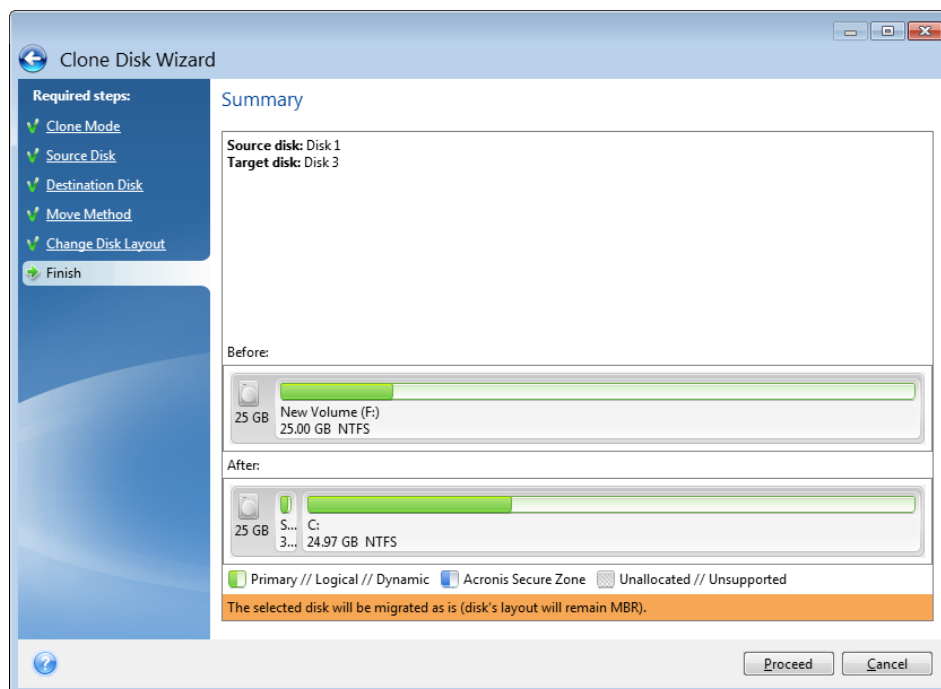 Clone Disk Wizard
Required steps:
Clone Mode
Source Disk
Destination Disk
Move Method
Change Disk Layout
Finish
Summary
Source disk: Disk 1
Target disk: Disk 3
Before:
25 GB
New Volume (F:)
25.00 GB NTFS
After:
25 GB
S... C:
3... 24.97 GB NTFS
Primary // Logical // Dynamic Acronis Secure Zone Unallocated // Unsupported
The selected disk will be migrated as is (disk's layout will remain MBR).
Proceed Cancel